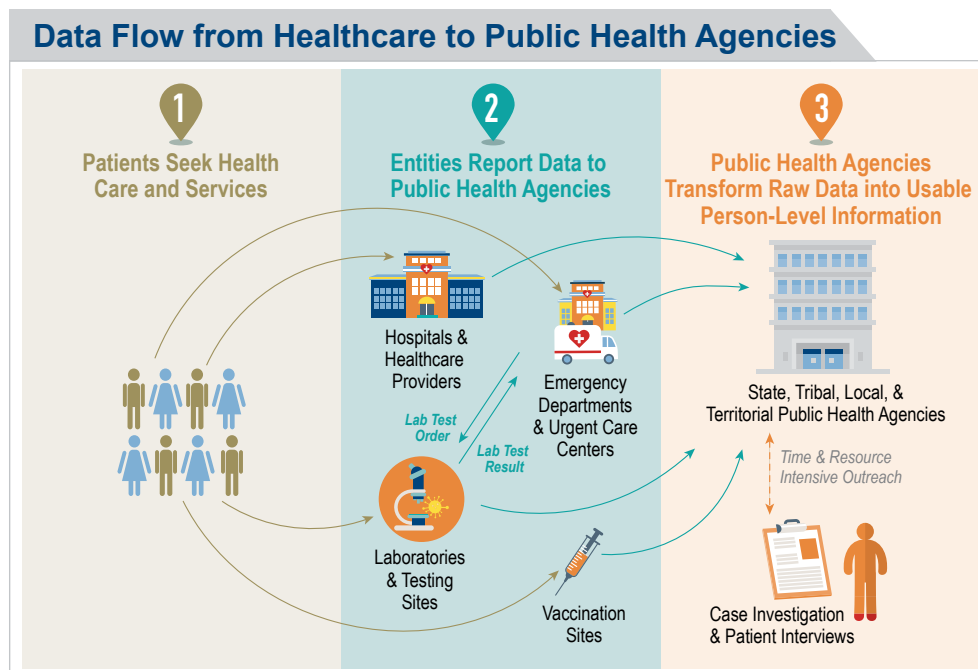 Data Flow from Healthcare to Public Health Agencies
1
Patients Seek Health
Care and Services
2
Entities Report Data to
Public Health Agencies
3
Public Health Agencies
Transform Raw Data into Usable
Person-Level Information
Hospitals &
Healthcare
Providers
Emergency
Departments
& Urgent Care
Centers
Lab Test
Order
Lab Test
Result
Laboratories
& Testing
Sites
Vaccination
Sites
State, Tribal, Local, &
Territorial Public Health Agencies
Time & Resource
Intensive Outreach
Case Investigation
& Patient Interviews